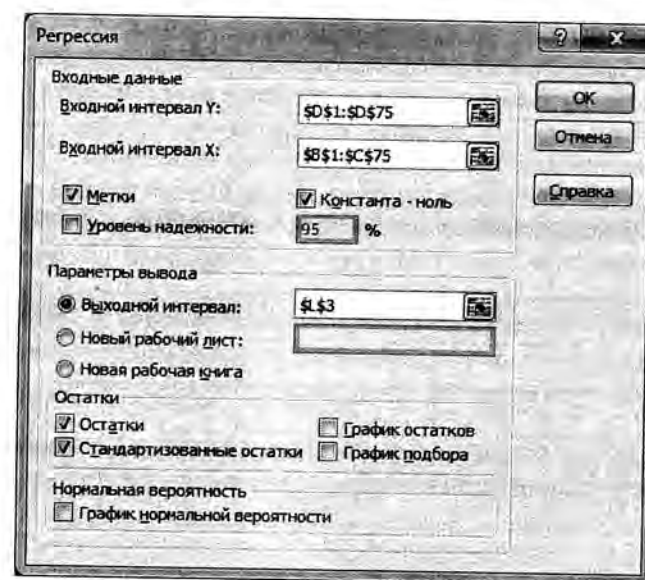 Регрессия
Входные данные
Входной интервал Y: $D$1:$D$75
Входной интервал X: $B$1:$C$75
Метки Константа - ноль
Уровень надежности: 95 %
Параметры вывода
Выходной интервал: $L$3
Новый рабочий лист:
Новая рабочая книга
Остатки
Остатки График остатков
Стандартизованные остатки График подбора
Нормальная вероятность
График нормальной вероятности
?
ОК
Отмена
Справка